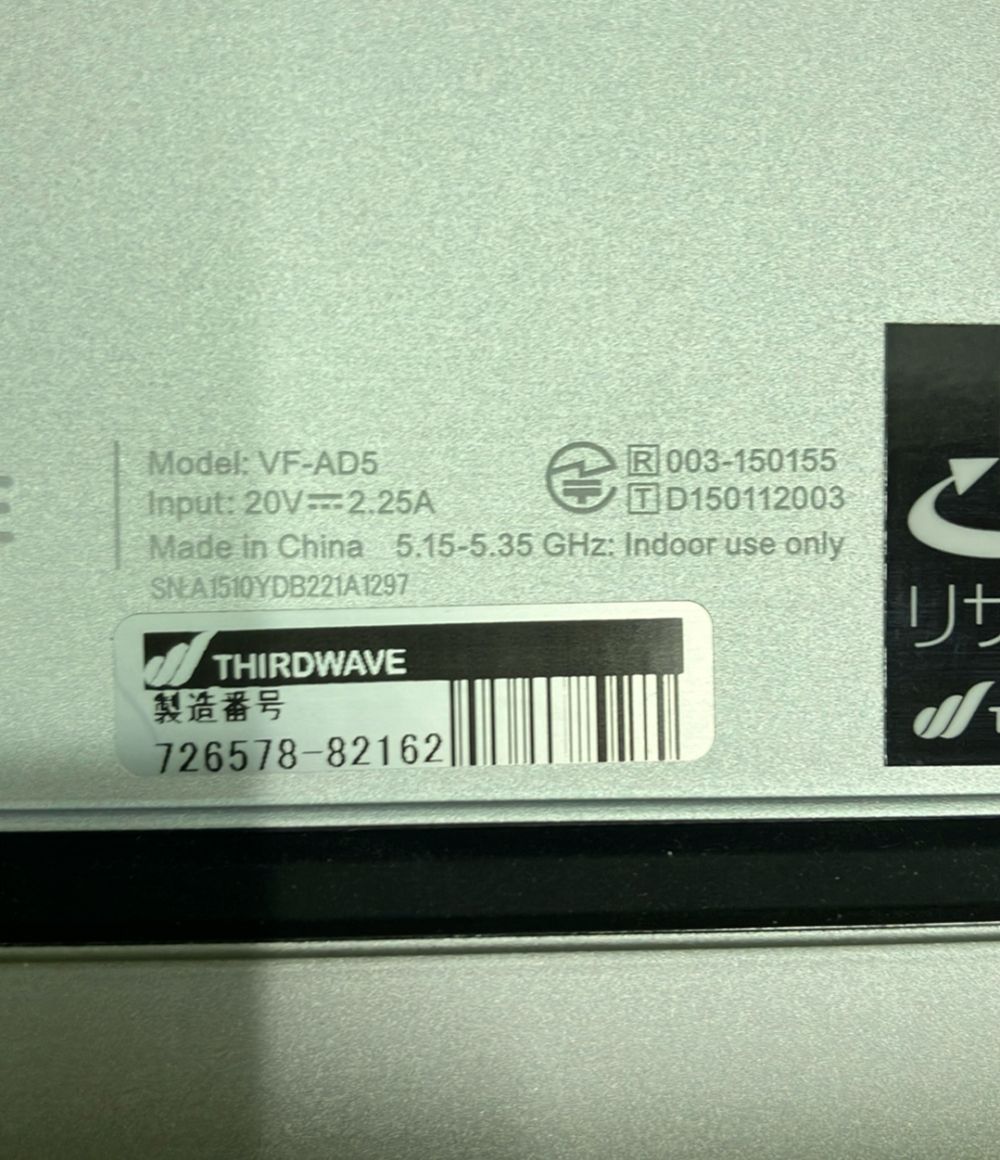 Model: VF-AD5
Input: 20V⎓2.25A
Made in China 5.15-5.35 GHz: Indoor use only
R 003-150155
T D150112003
SN:A1510YDB221A1297
THIRDWAVE
製造番号
726578-82162
リサ